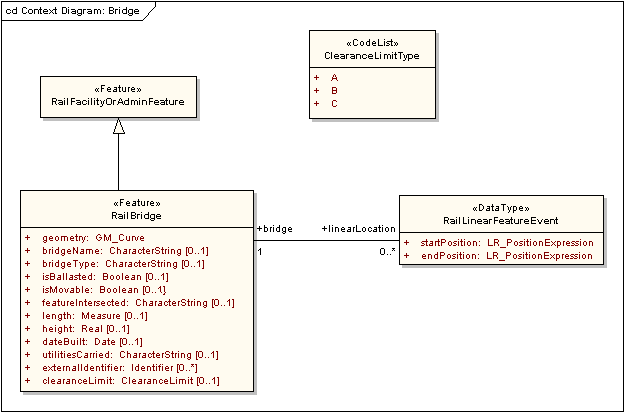 cd Context Diagram: Bridge
«CodeList»
ClearanceLimitType
+ A
+ B
+ C
«Feature»
RailFacilityOrAdminFeature
«Feature»
RailBridge
+ geometry: GM_Curve
+ bridgeName: CharacterString [0..1]
+ bridgeType: CharacterString [0..1]
+ isBallasted: Boolean [0..1]
+ isMovable: Boolean [0..1]
+ featureIntersected: CharacterString [0..1]
+ length: Measure [0..1]
+ height: Real [0..1]
+ dateBuilt: Date [0..1]
+ utilitiesCarried: CharacterString [0..1]
+ externalIdentifier: Identifier [0..*]
+ clearanceLimit: ClearanceLimit [0..1]
+bridge
1
+linearLocation
0..*
«DataType»
RailLinearFeatureEvent
+ startPosition: LR_PositionExpression
+ endPosition: LR_PositionExpression